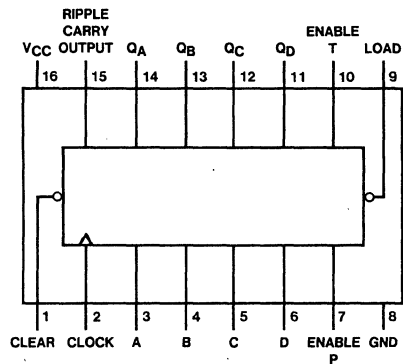 RIPPLE
CARRY
OUTPUT
ENABLE
VCC QA QB QC QD T LOAD
16 15 14 13 12 11 10 9
1 2 3 4 5 6 7 8
CLEAR CLOCK A B C D ENABLE GND
P